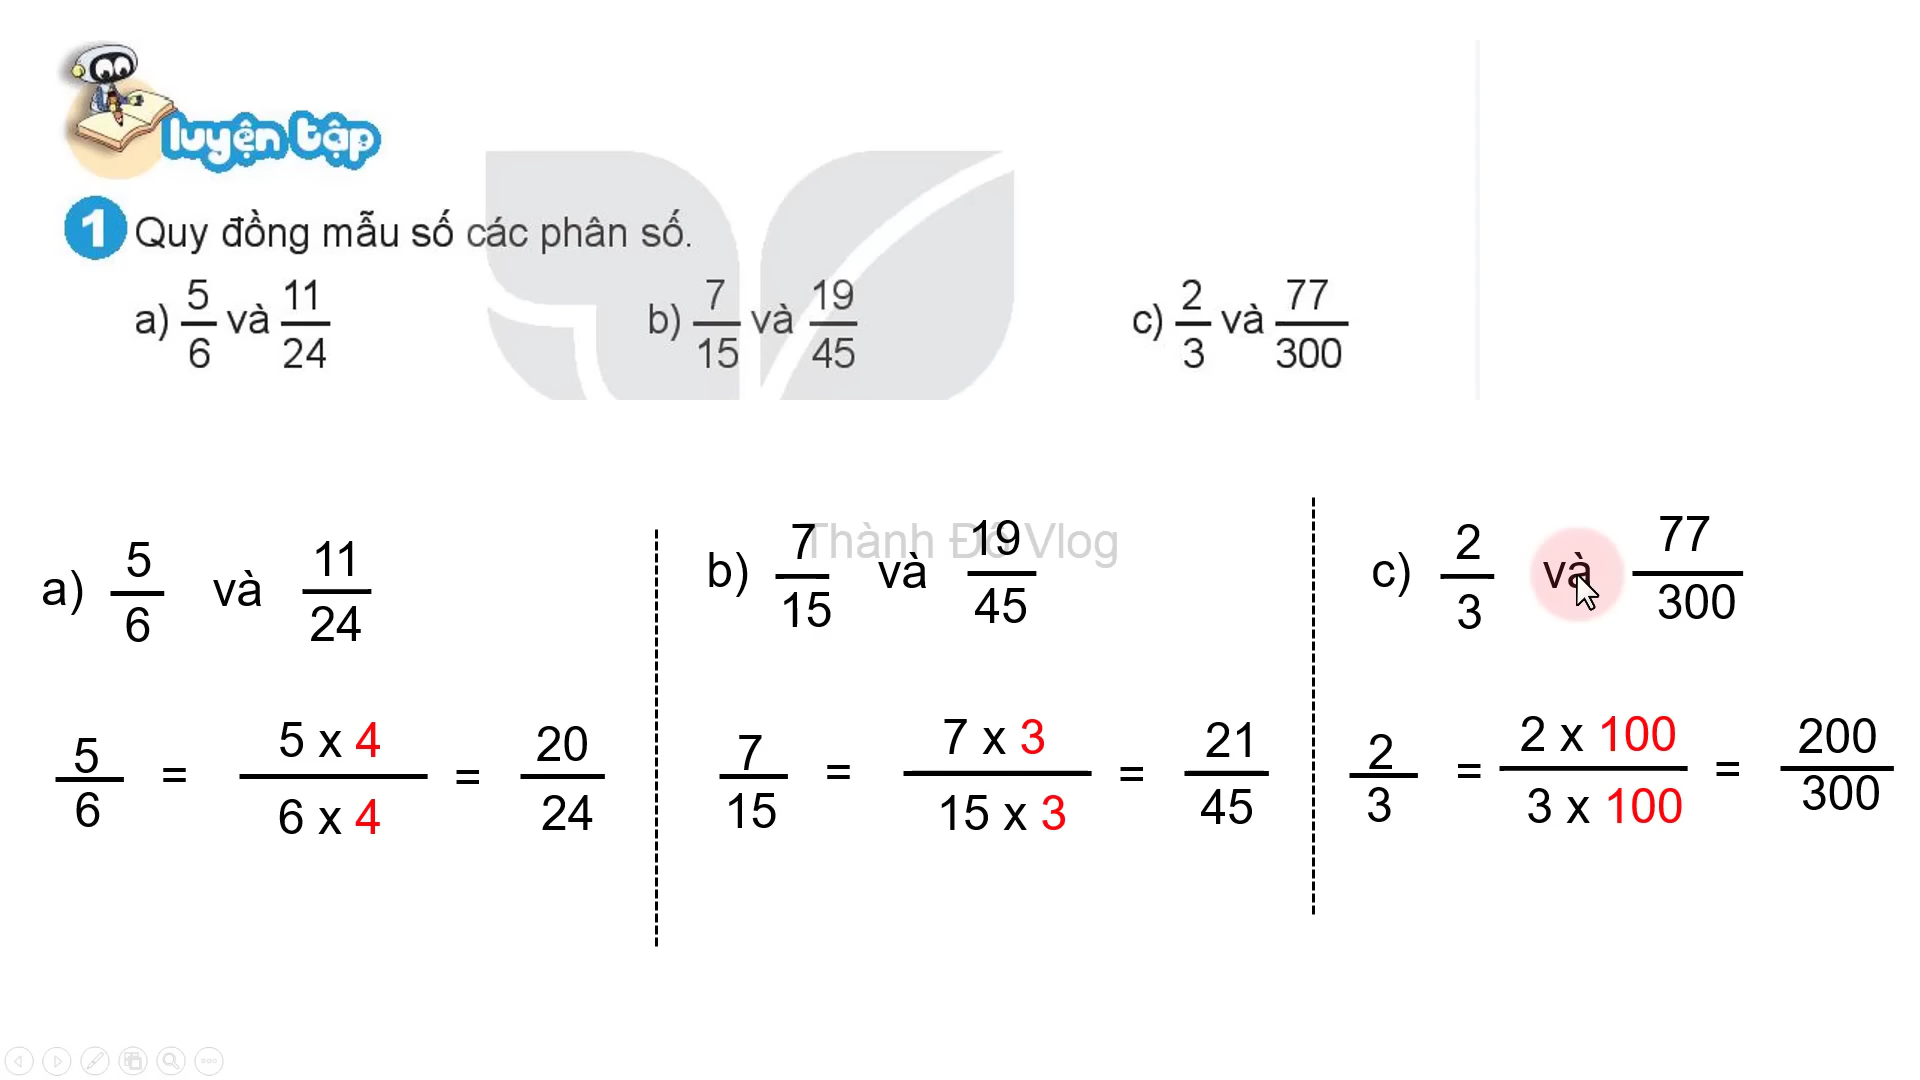 luyện tập
1 Quy đồng mẫu số các phân số.
a) 5/6 và 11/24 b) 7/15 và 19/45 c) 2/3 và 77/300
Thành Đô Vlog
a) 5/6 và 11/24 b) 7/15 và 19/45 c) 2/3 và 77/300
5/6 = 5 x 4 / 6 x 4 = 20/24
7/15 = 7 x 3 / 15 x 3 = 21/45
2/3 = 2 x 100 / 3 x 100 = 200/300